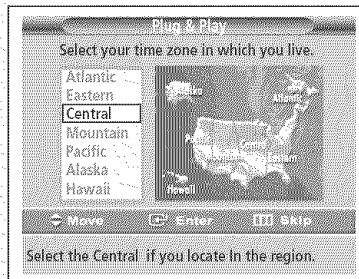 Plug & Play
Select your time zone in which you live.
Atlantic
Eastern
Central
Mountain
Pacific
Alaska
Hawaii
Alaska
Atlantic
Central
Eastern
Hawaii
Move Enter Skip
Select the Central if you locate in the region.